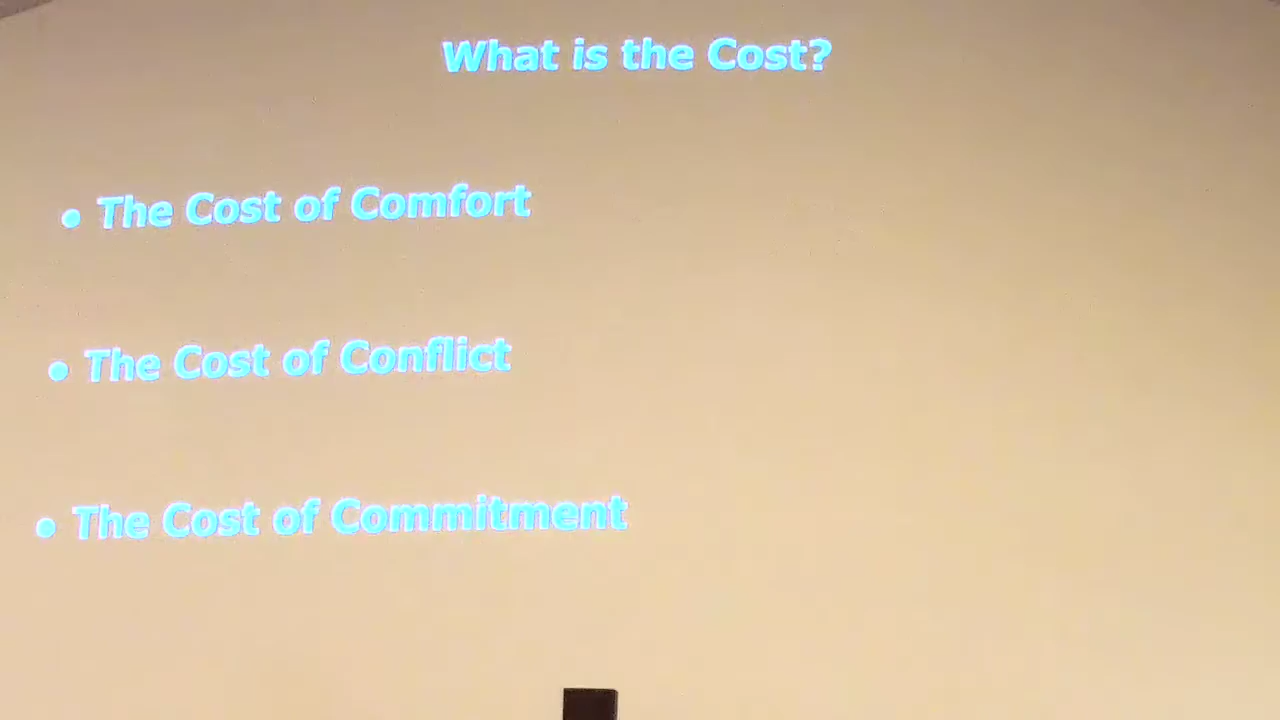 What is the Cost?
• The Cost of Comfort
• The Cost of Conflict
• The Cost of Commitment